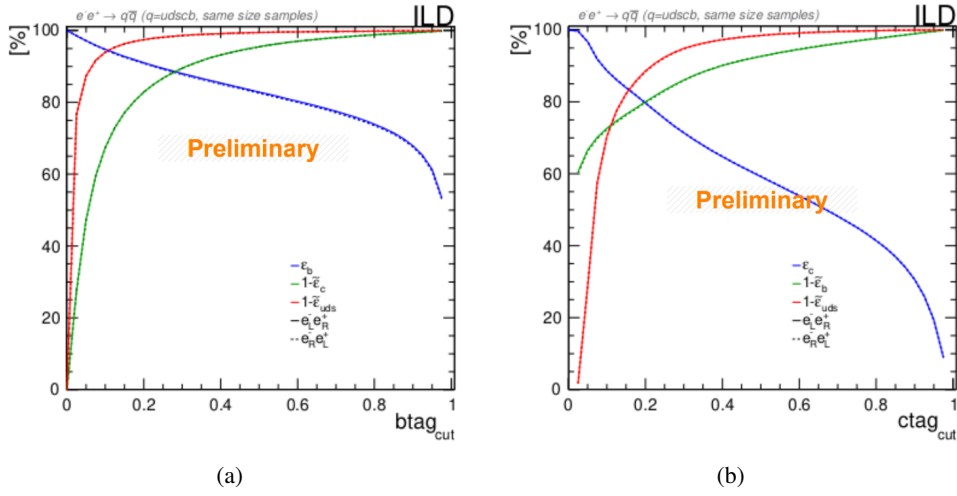 e⁻e⁺ → qq̅ (q=udscb, same size samples)
ILD
[%]
100
80
60
40
20
0
Preliminary
ε_b
1-ε̃_c
1-ε̃_uds
e⁻_L e⁺_R
e⁻_R e⁺_L
0 0.2 0.4 0.6 0.8 1
btag_cut
(a)
e⁻e⁺ → qq̅ (q=udscb, same size samples)
ILD
[%]
100
80
60
40
20
0
Preliminary
ε_c
1-ε̃_b
1-ε̃_uds
e⁻_L e⁺_R
e⁻_R e⁺_L
0 0.2 0.4 0.6 0.8 1
ctag_cut
(b)